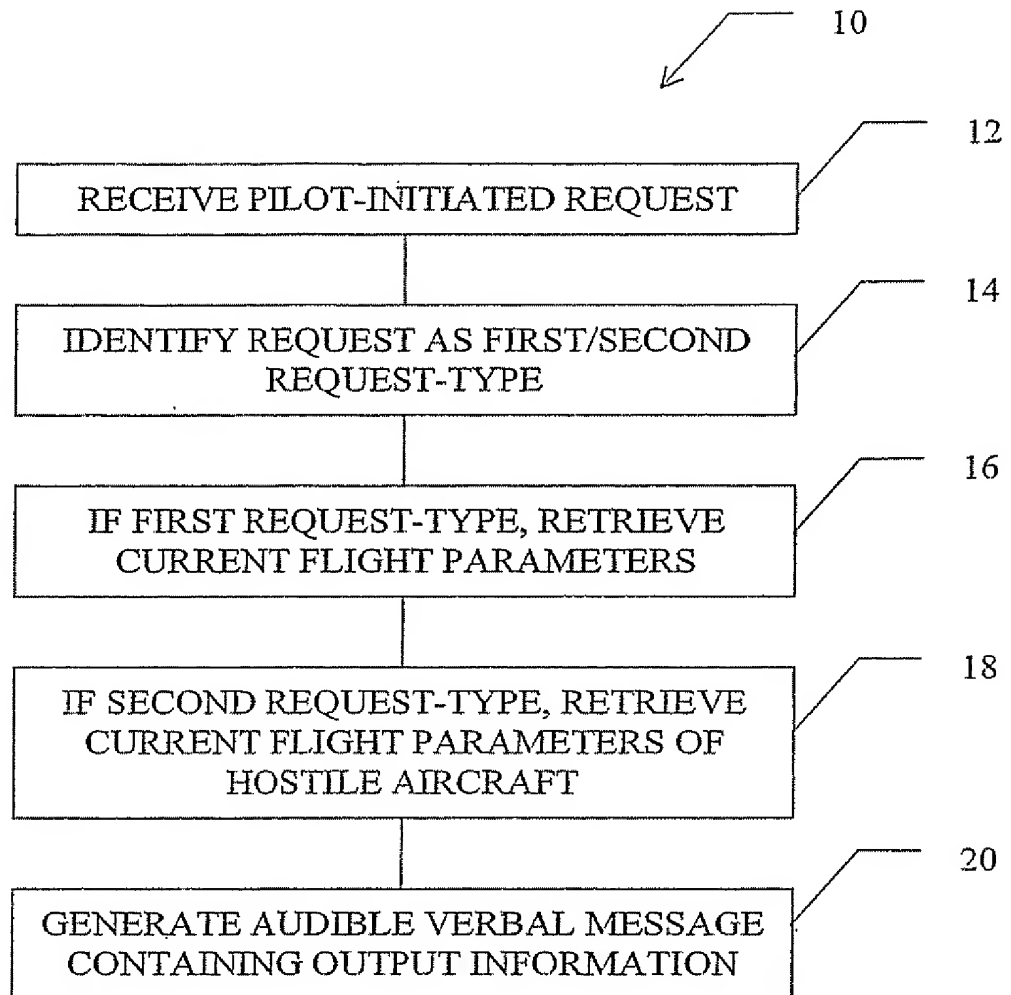 10
12
RECEIVE PILOT-INITIATED REQUEST
14
IDENTIFY REQUEST AS FIRST/SECOND
REQUEST-TYPE
16
IF FIRST REQUEST-TYPE, RETRIEVE
CURRENT FLIGHT PARAMETERS
18
IF SECOND REQUEST-TYPE, RETRIEVE
CURRENT FLIGHT PARAMETERS OF
HOSTILE AIRCRAFT
20
GENERATE AUDIBLE VERBAL MESSAGE
CONTAINING OUTPUT INFORMATION